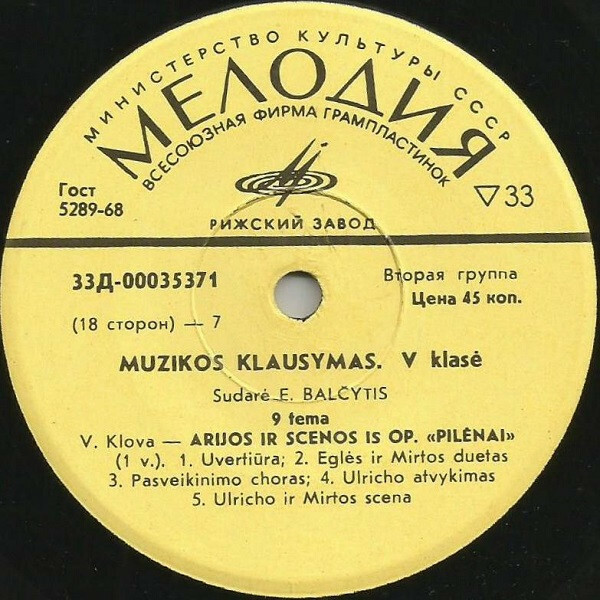 МИНИСТЕРСТВО КУЛЬТУРЫ СССР
МЕЛОДИЯ
ВСЕСОЮЗНАЯ ФИРМА ГРАМПЛАСТИНОК
Гост
5289-68
▽33
РИЖСКИЙ ЗАВОД
33Д-00035371
Вторая группа
Цена 45 коп.
(18 сторон) — 7
MUZIKOS KLAUSYMAS. V klasė
Sudarė E. BALČYTIS
9 tema
V. Klova — ARIJOS IR SCENOS IS OP. «PILĖNAI»
(1 v.). 1. Uvertiūra; 2. Eglės ir Mirtos duetas
3. Pasveikinimo choras; 4. Ulricho atvykimas
5. Ulricho ir Mirtos scena